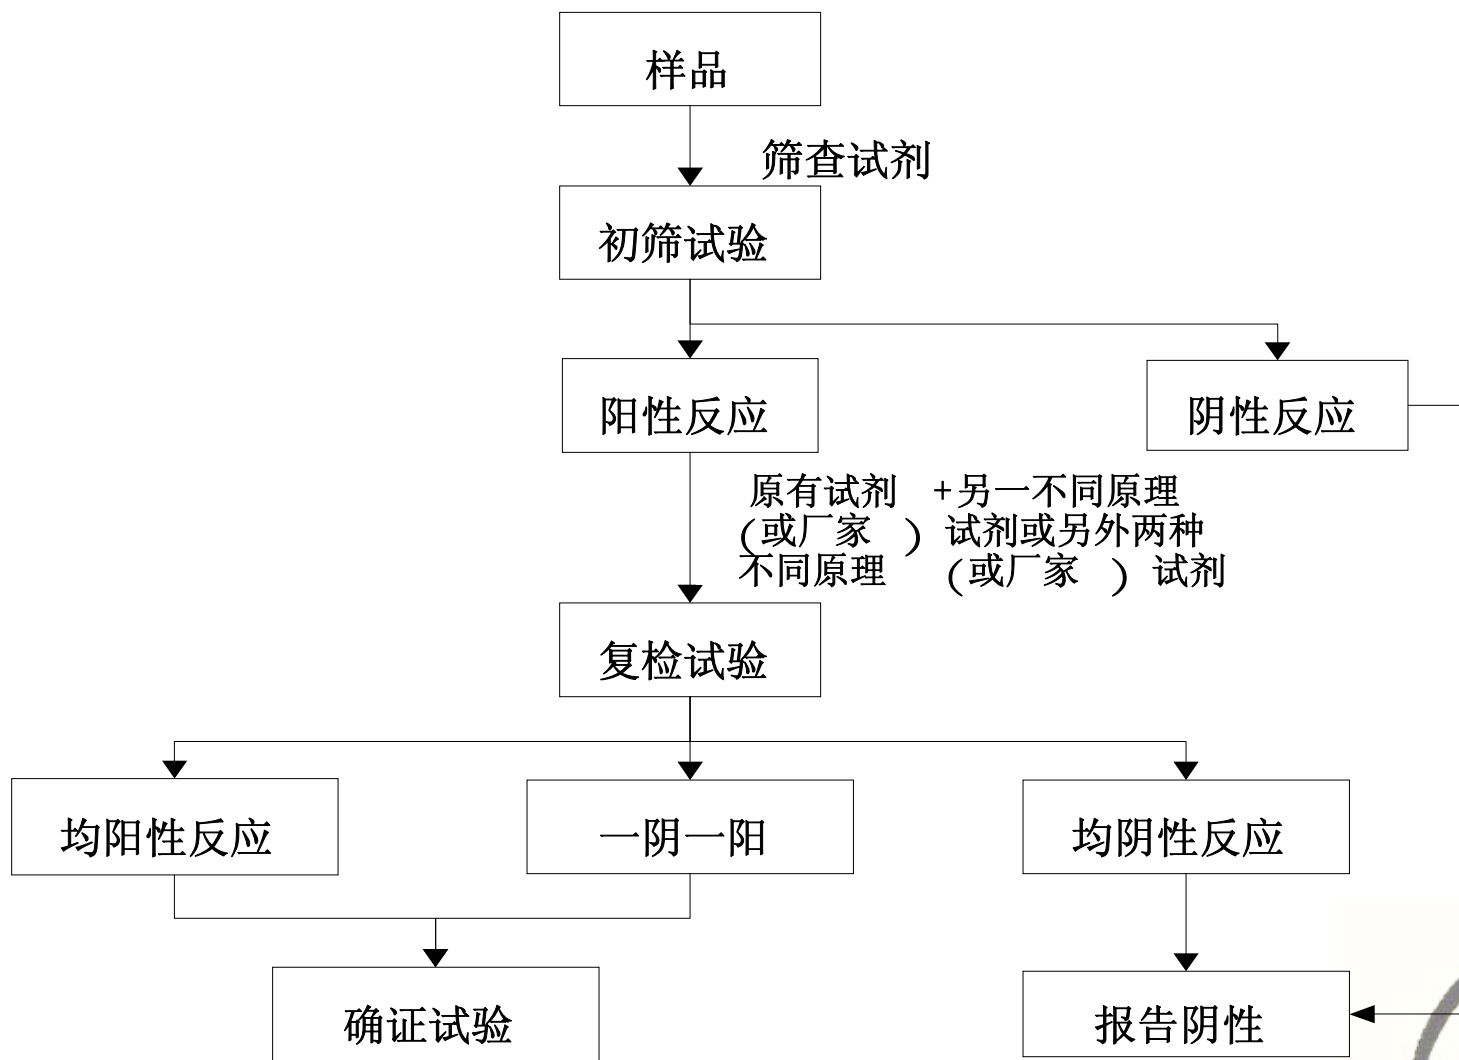 样品
筛查试剂
初筛试验
阳性反应
阴性反应
原有试剂 +另一不同原理
(或厂家 ) 试剂或另外两种
不同原理 (或厂家 ) 试剂
复检试验
均阳性反应
一阴一阳
均阴性反应
确证试验
报告阴性